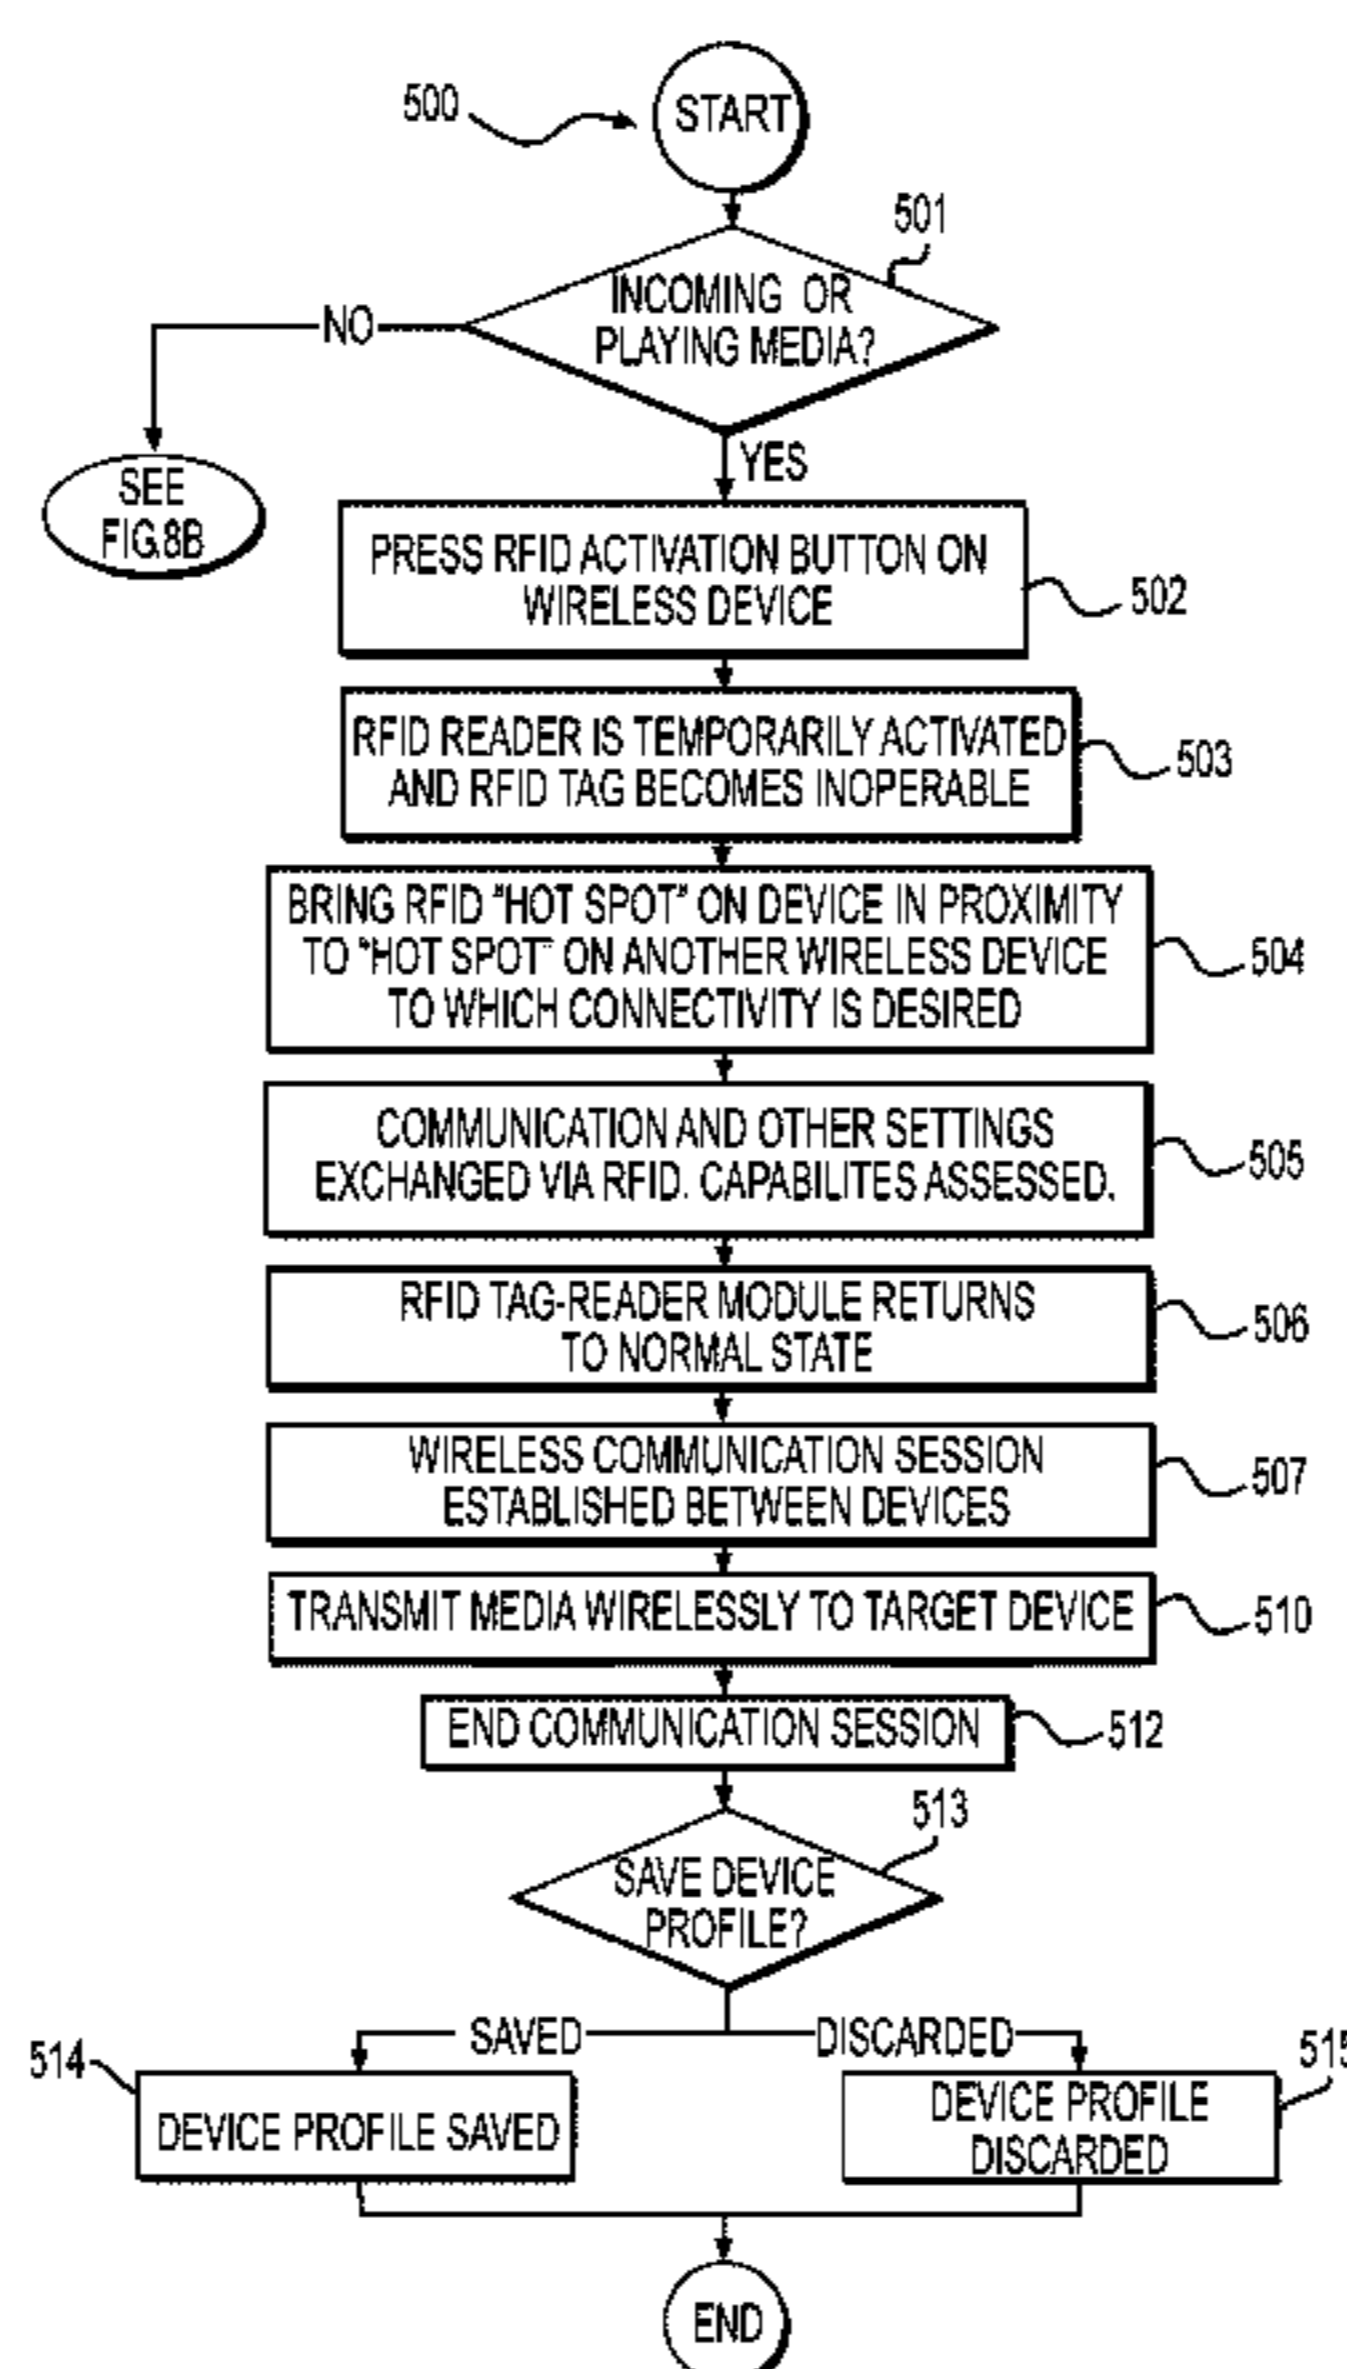 500
START
501
INCOMING OR
PLAYING MEDIA?
NO
YES
SEE
FIG.8B
PRESS RFID ACTIVATION BUTTON ON
WIRELESS DEVICE
502
RFID READER IS TEMPORARILY ACTIVATED
AND RFID TAG BECOMES INOPERABLE
503
BRING RFID "HOT SPOT" ON DEVICE IN PROXIMITY
TO "HOT SPOT" ON ANOTHER WIRELESS DEVICE
TO WHICH CONNECTIVITY IS DESIRED
504
COMMUNICATION AND OTHER SETTINGS
EXCHANGED VIA RFID. CAPABILITES ASSESSED.
505
RFID TAG-READER MODULE RETURNS
TO NORMAL STATE
506
WIRELESS COMMUNICATION SESSION
ESTABLISHED BETWEEN DEVICES
507
TRANSMIT MEDIA WIRELESSLY TO TARGET DEVICE
510
END COMMUNICATION SESSION
512
513
SAVE DEVICE
PROFILE?
SAVED
DISCARDED
514
DEVICE PROFILE SAVED
515
DEVICE PROFILE
DISCARDED
END